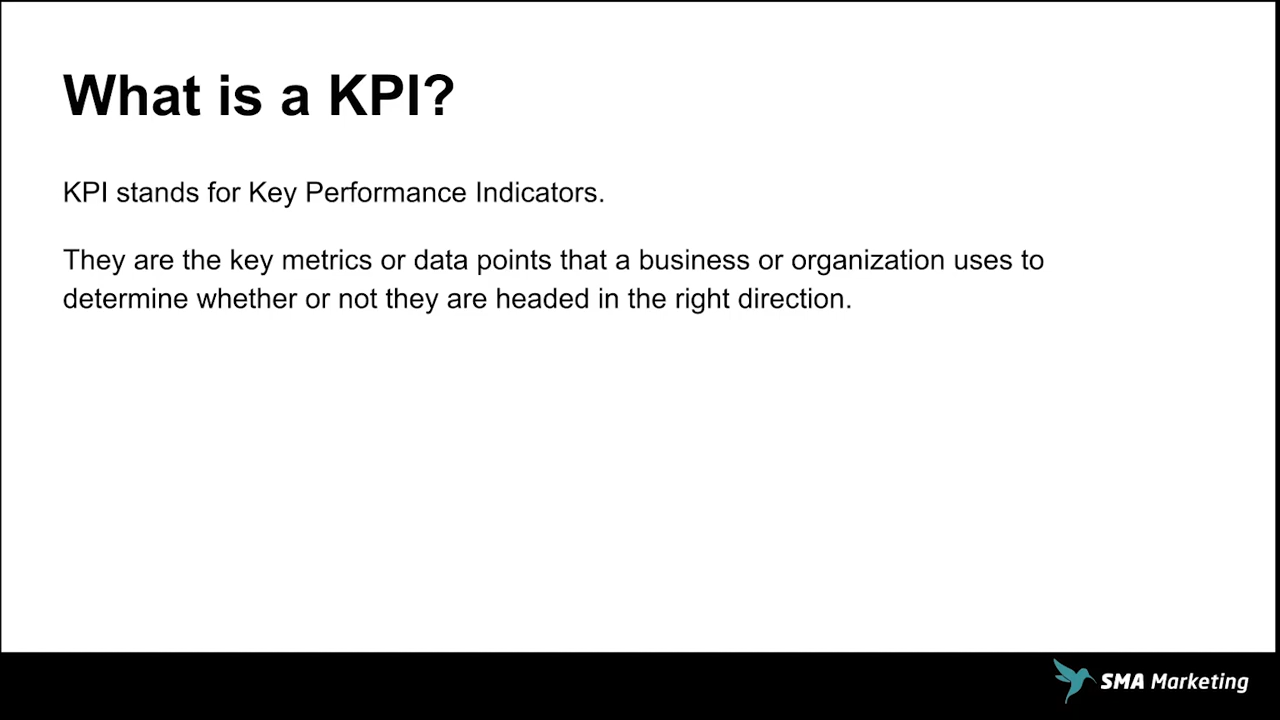 What is a KPI?
KPI stands for Key Performance Indicators.
They are the key metrics or data points that a business or organization uses to
determine whether or not they are headed in the right direction.
SMA Marketing